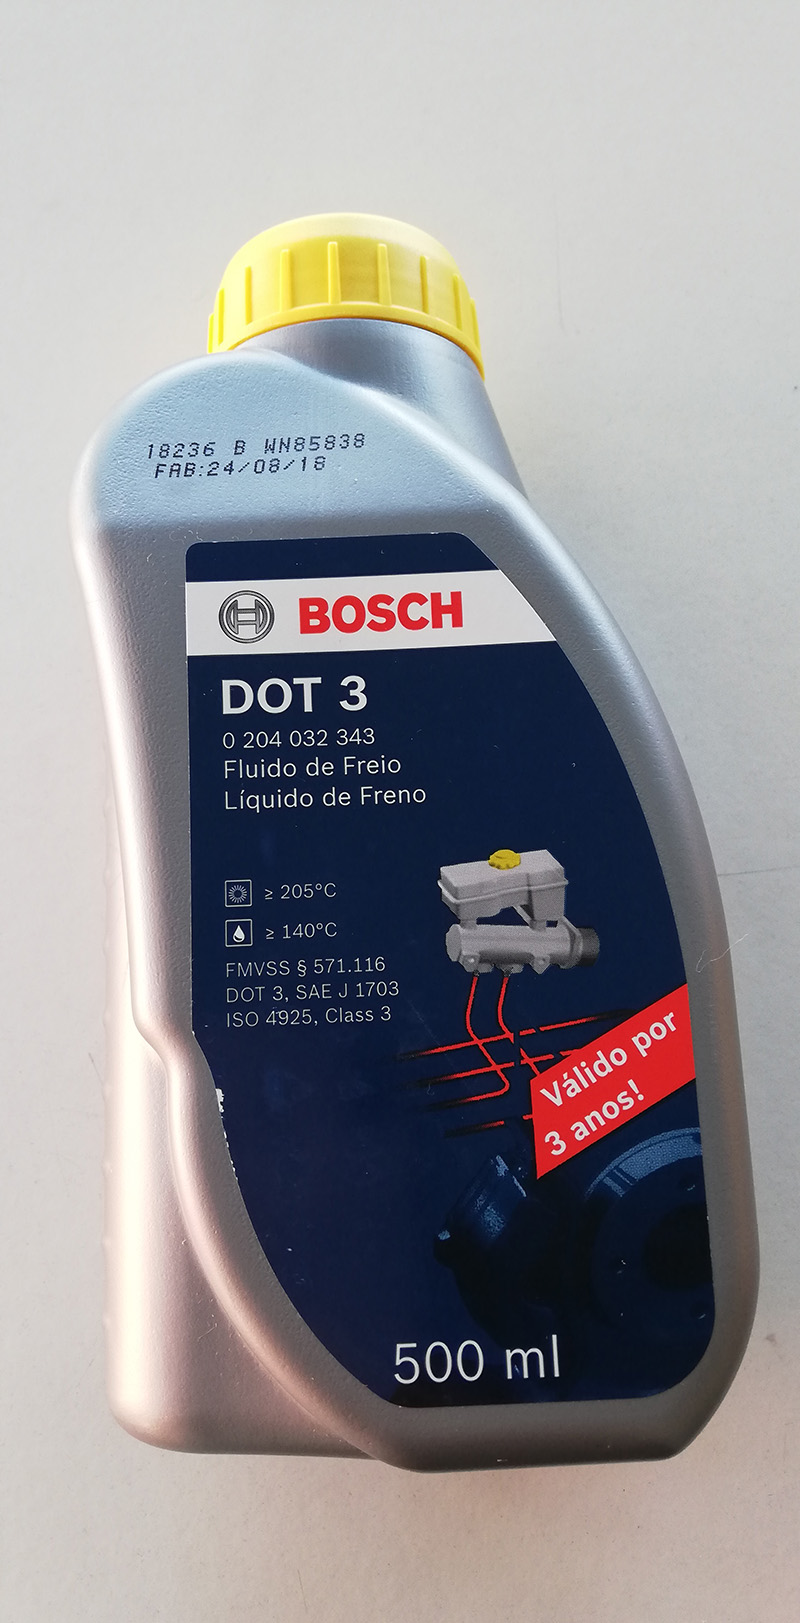 18236 B WN85838
FAB:24/08/18
BOSCH
DOT 3
0 204 032 343
Fluido de Freio
Líquido de Freno
≥ 205°C
≥ 140°C
FMVSS § 571.116
DOT 3, SAE J 1703
ISO 4925, Class 3
Válido por
3 anos!
500 ml